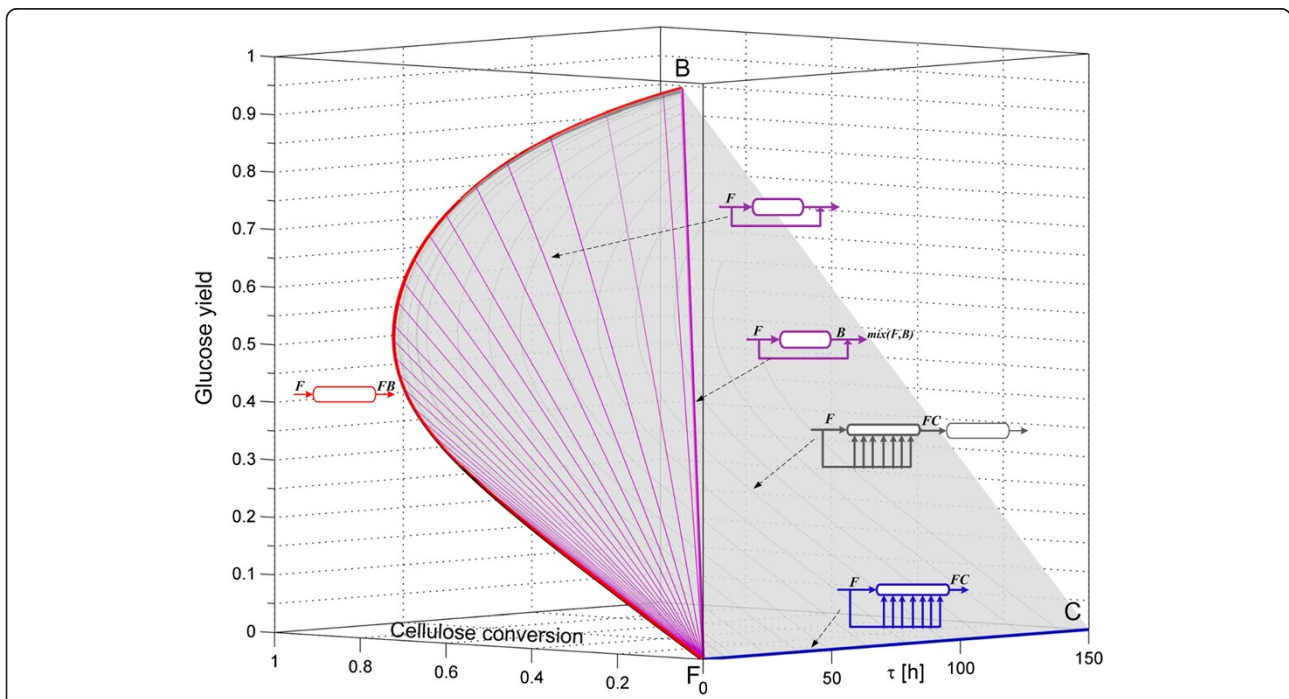 1
B
0.9
0.8
0.7
F
0.6
Glucose yield
0.5
F B mix(F,B)
0.4
F FB
F FC
0.3
0.2
0.1
F FC
C
0
Cellulose conversion
F
1 0.8 0.6 0.4 0.2 0 50 100 150
τ [h]